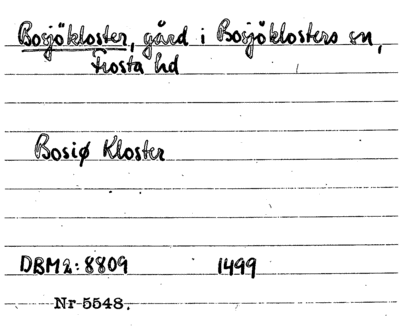 Bosjökloster, gård i Bosjöklosters sn,
Frosta hd
Bosiø Kloster
DBM2:8809 1499
Nr 5548.